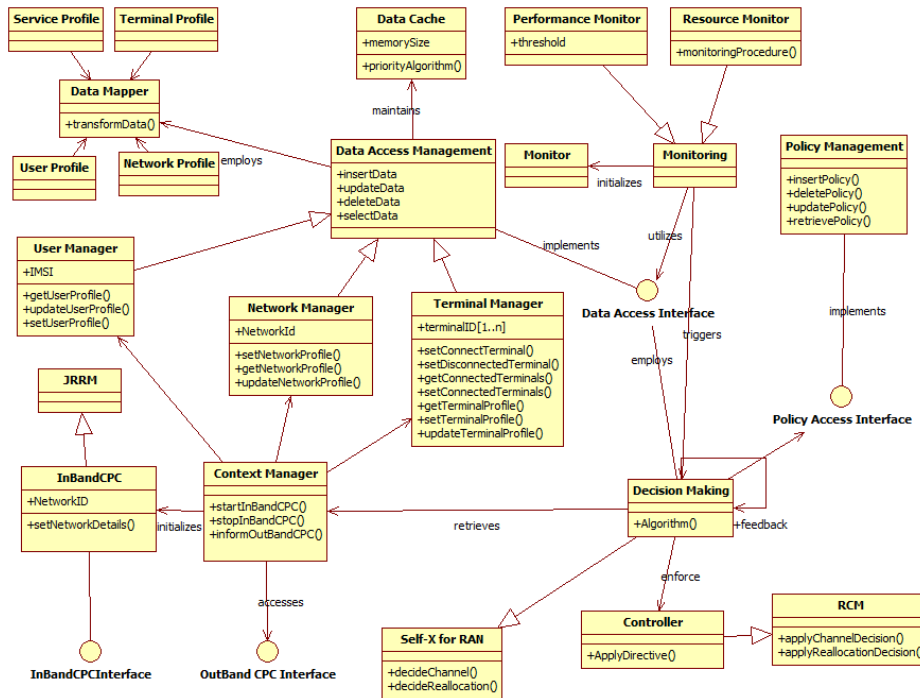 Service Profile
Terminal Profile
Data Cache
+memorySize
+priorityAlgorithm()
Performance Monitor
+threshold
Resource Monitor
+monitoringProcedure()
Data Mapper
+transformData()
maintains
User Profile
Network Profile
employs
Data Access Management
+insertData
+updateData
+deleteData
+selectData
Monitor
initializes
Monitoring
Policy Management
+insertPolicy()
+deletePolicy()
+updatePolicy()
+retrievePolicy()
User Manager
+IMSI
+getUserProfile()
+updateUserProfile()
+setUserProfile()
implements
utilizes
Data Access Interface
Network Manager
+NetworkId
+setNetworkProfile()
+getNetworkProfile()
+updateNetworkProfile()
Terminal Manager
+terminalID[1..n]
+setConnectTerminal()
+setDisconnectedTerminal()
+getConnectedTerminals()
+setConnectedTerminals()
+getTerminalProfile()
+setTerminalProfile()
+updateTerminalProfile()
employs
triggers
implements
Policy Access Interface
JRRM
InBandCPC
+NetworkID
+setNetworkDetails()
initializes
Context Manager
+startInBandCPC()
+stopInBandCPC()
+informOutBandCPC()
retrieves
Decision Making
+Algorithm()
+feedback
accesses
enforce
InBandCPCInterface
OutBand CPC Interface
Self-X for RAN
+decideChannel()
+decideReallocation()
Controller
+ApplyDirective()
RCM
+applyChannelDecision()
+applyReallocationDecision()